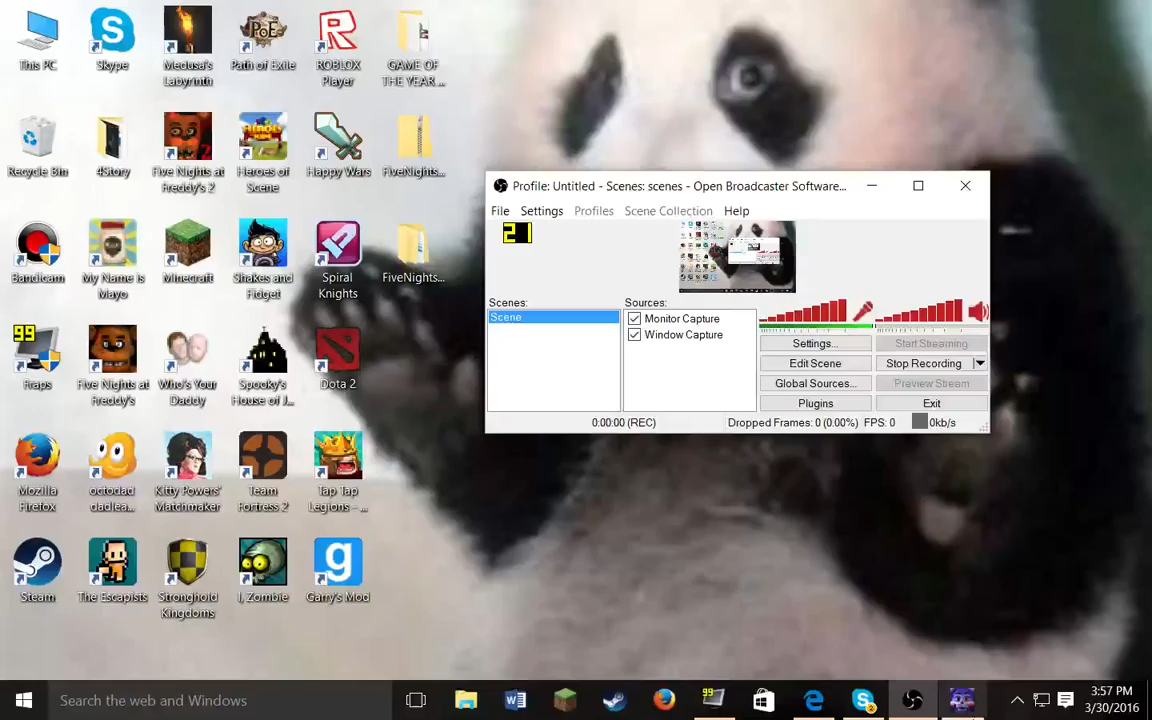 This PC
Skype
Medusa's
Labyrinth
Path of Exile
ROBLOX
Player
GAME OF
THE YEAR ...
Recycle Bin
4Story
Five Nights at
Freddy's 2
Heroes of
Scene
Happy Wars
FiveNights...
Bandicam
My Name is
Mayo
Minecraft
Shakes and
Fidget
Spiral
Knights
FiveNights...
99
Fraps
Five Nights at
Freddy's
Who's Your
Daddy
Spooky's
House of J...
Dota 2
Mozilla
Firefox
octodad
dadlea...
Kitty Powers'
Matchmaker
Team
Fortress 2
Tap Tap
Legions - ...
Steam
The Escapists
Stronghold
Kingdoms
I, Zombie
Garry's Mod
Profile: Untitled - Scenes: scenes - Open Broadcaster Software...
File Settings Profiles Scene Collection Help
21
Scenes:
Scene
Sources:
Monitor Capture
Window Capture
Settings...
Start Streaming
Edit Scene
Stop Recording
Global Sources...
Preview Stream
Plugins
Exit
0:00:00 (REC)
Dropped Frames: 0 (0.00%) FPS: 0
0kb/s
Search the web and Windows
99
3:57 PM
3/30/2016